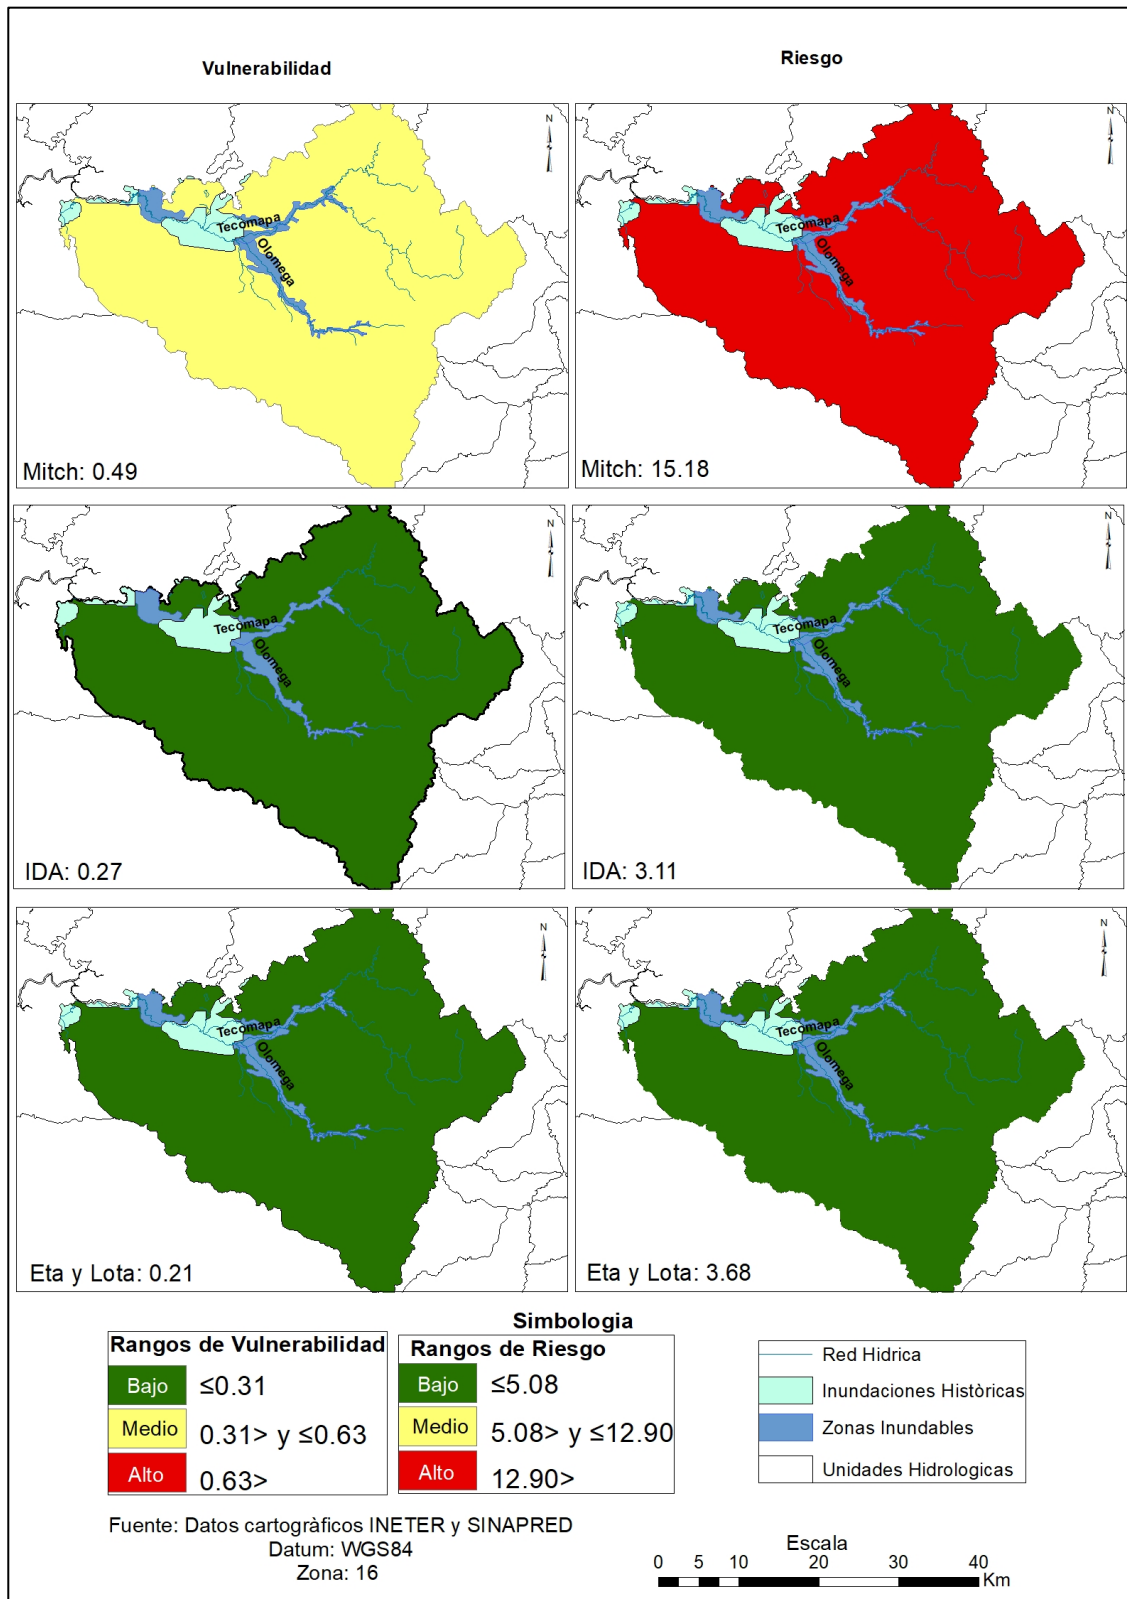 Vulnerabilidad
Riesgo
N
Tecomapa
Olomega
Mitch: 0.49
N
Tecomapa
Olomega
Mitch: 15.18
N
Tecomapa
Olomega
IDA: 0.27
N
Tecomapa
Olomega
IDA: 3.11
N
Tecomapa
Olomega
Eta y Lota: 0.21
N
Tecomapa
Olomega
Eta y Lota: 3.68
Simbologia
Rangos de Vulnerabilidad
Bajo ≤0.31
Medio 0.31> y ≤0.63
Alto 0.63>
Rangos de Riesgo
Bajo ≤5.08
Medio 5.08> y ≤12.90
Alto 12.90>
Red Hidrica
Inundaciones Històricas
Zonas Inundables
Unidades Hidrologicas
Fuente: Datos cartogràficos INETER y SINAPRED
Datum: WGS84
Zona: 16
Escala
0 5 10 20 30 40
Km